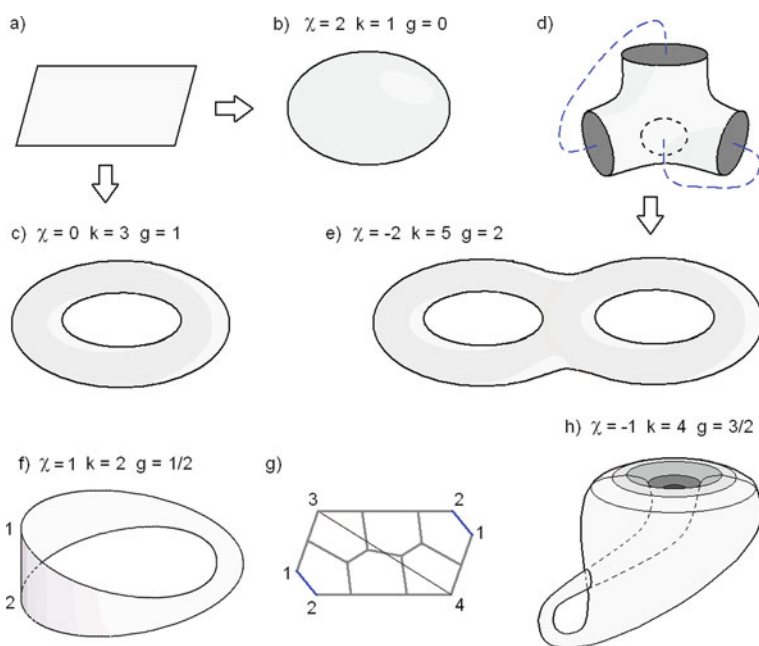 a)
b) χ = 2 k = 1 g = 0
d)
c) χ = 0 k = 3 g = 1
e) χ = -2 k = 5 g = 2
f) χ = 1 k = 2 g = 1/2
g)
h) χ = -1 k = 4 g = 3/2
1
2
3
2
1
1
2
4